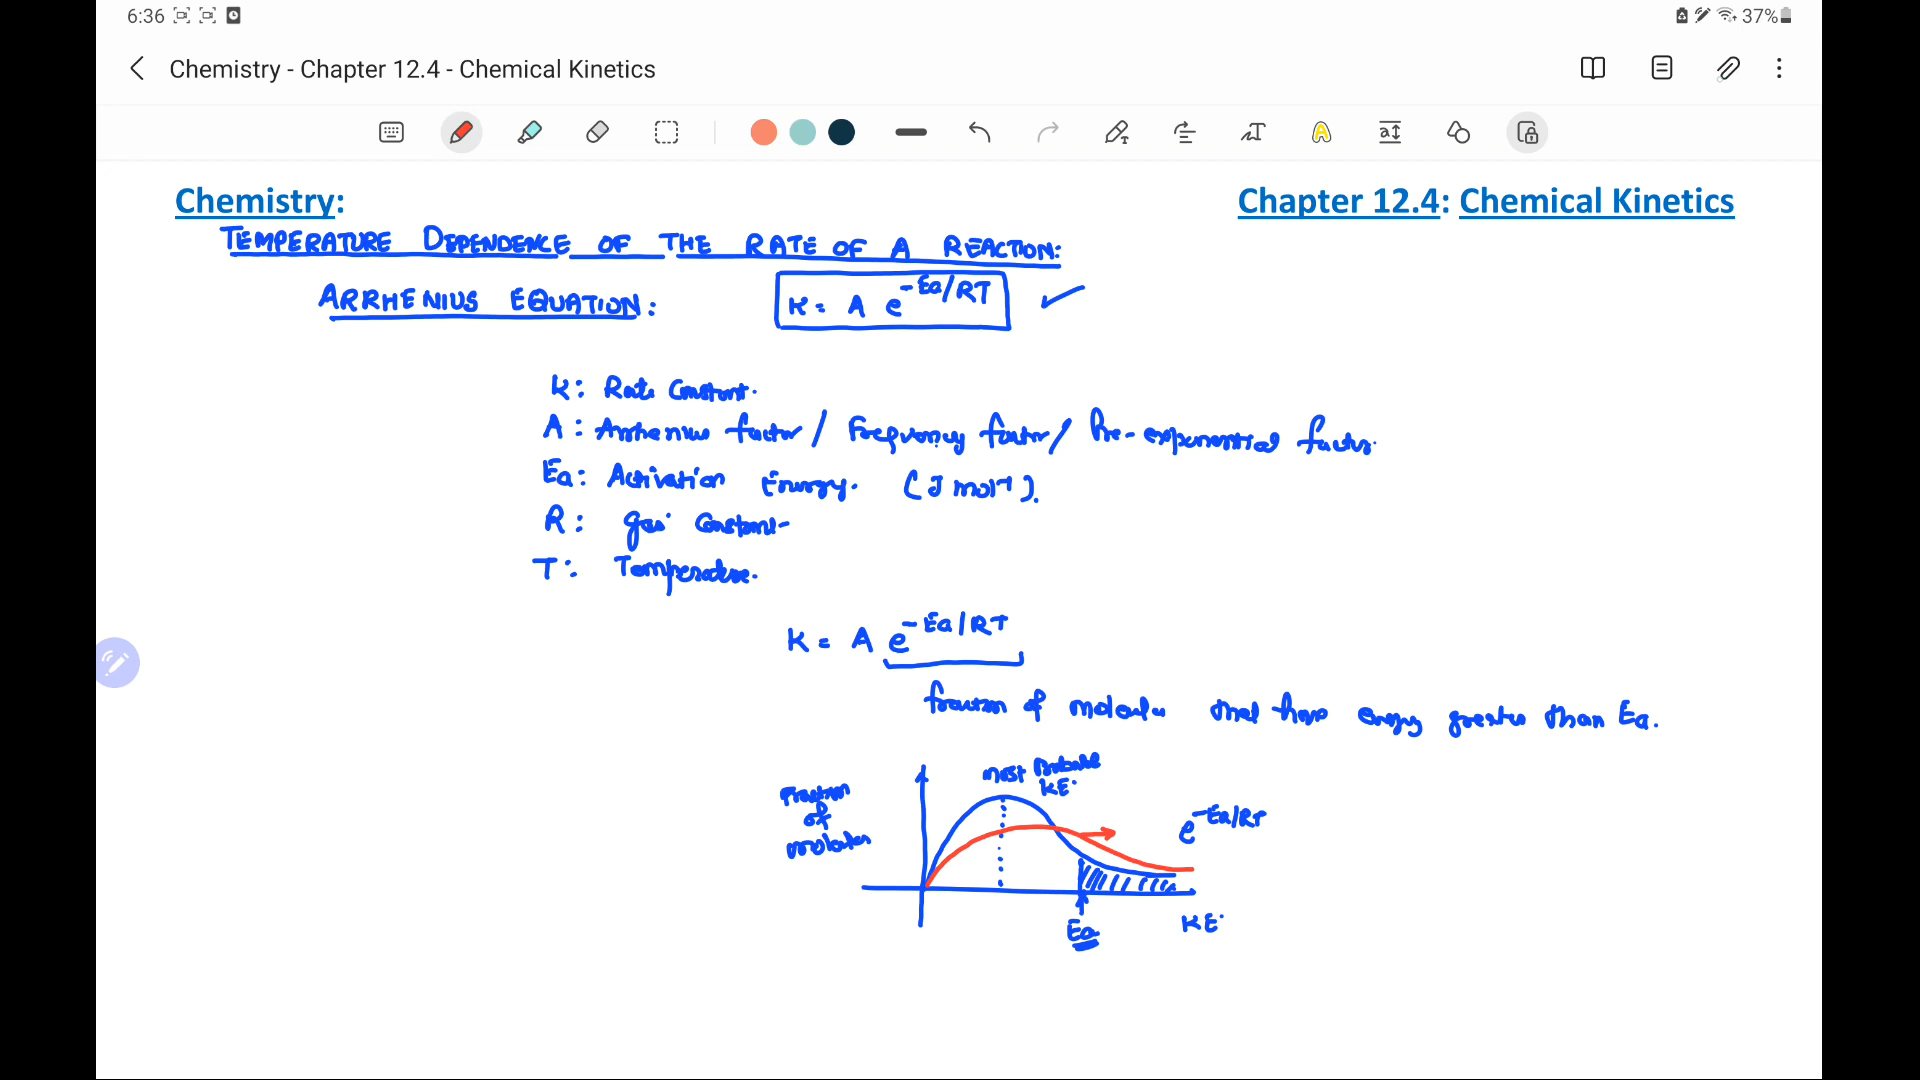 6:36
37%
Chemistry - Chapter 12.4 - Chemical Kinetics
Chemistry:
Chapter 12.4: Chemical Kinetics
TEMPERATURE DEPENDENCE OF THE RATE OF A REACTION:
ARRHENIUS EQUATION: K = A e^-Ea/RT
K: Rate Constant.
A: Arrhenius factor / Frequency factor / Pre-exponential factor.
Ea: Activation Energy. (J mol⁻¹).
R: gas Constant
T: Temperature.
K = A e^-Ea/RT
fraction of molecules that have energy greater than Ea.
most Probable
KE.
Fraction
of
molecules
e^-Ea/RT
Ea
KE.